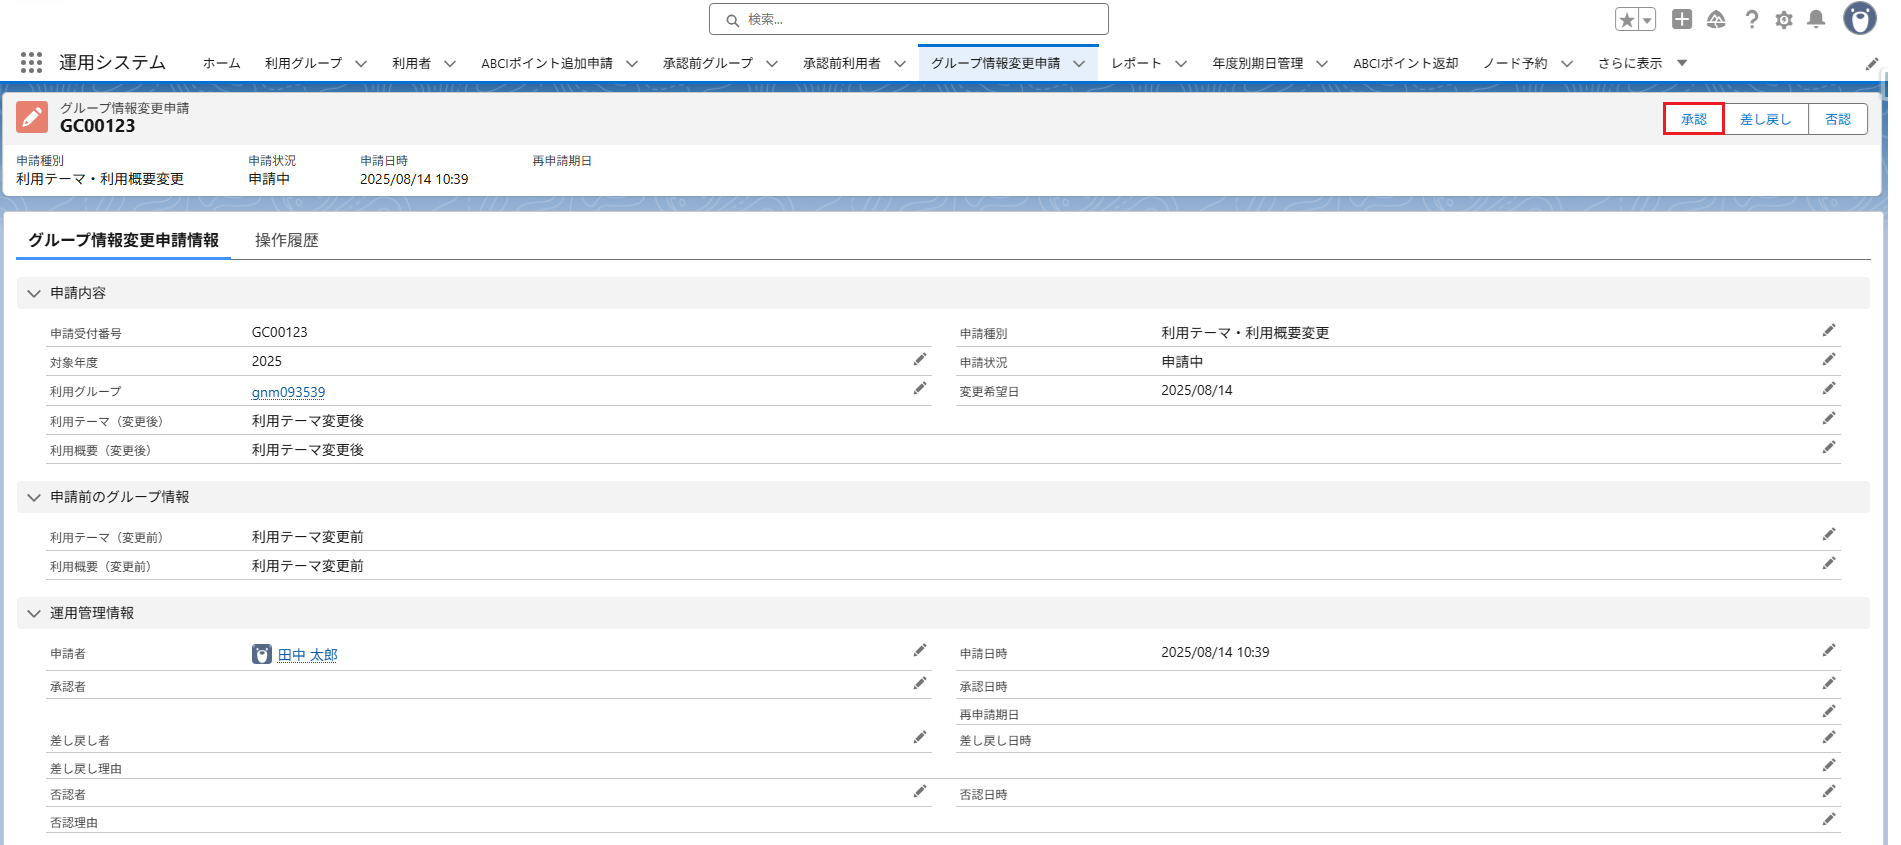 検索...
運用システム ホーム 利用グループ 利用者 ABCIポイント追加申請 承認前グループ 承認前利用者 グループ情報変更申請 レポート 年度別期日管理 ABCIポイント返却 ノード予約 さらに表示
グループ情報変更申請
GC00123
承認 差し戻し 否認
申請種別 申請状況 申請日時 再申請期日
利用テーマ・利用概要変更 申請中 2025/08/14 10:39
グループ情報変更申請情報 操作履歴
申請内容
申請受付番号 GC00123 申請種別 利用テーマ・利用概要変更
対象年度 2025 申請状況 申請中
利用グループ gnm093539 変更希望日 2025/08/14
利用テーマ（変更後） 利用テーマ変更後
利用概要（変更後） 利用テーマ変更後
申請前のグループ情報
利用テーマ（変更前） 利用テーマ変更前
利用概要（変更前） 利用テーマ変更前
運用管理情報
申請者 田中 太郎 申請日時 2025/08/14 10:39
承認者 承認日時
再申請期日
差し戻し者 差し戻し日時
差し戻し理由
否認者 否認日時
否認理由